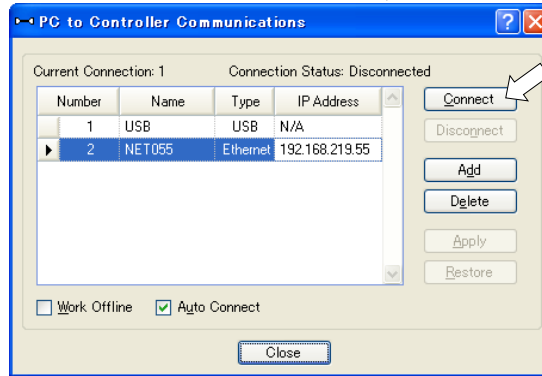 PC to Controller Communications
Current Connection: 1 Connection Status: Disconnected
Number Name Type IP Address
1 USB USB N/A
2 NET055 Ethernet 192.168.219.55
Connect
Disconnect
Add
Delete
Apply
Restore
Work Offline Auto Connect
Close